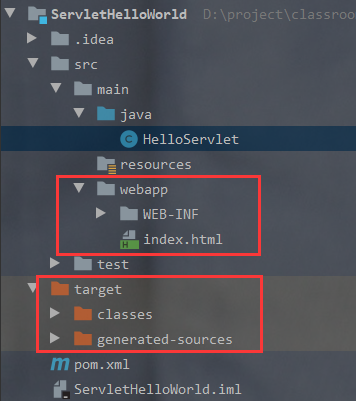 ServletHelloWorld D:\project\classroo
.idea
src
main
java
HelloServlet
resources
webapp
WEB-INF
index.html
test
target
classes
generated-sources
pom.xml
ServletHelloWorld.iml